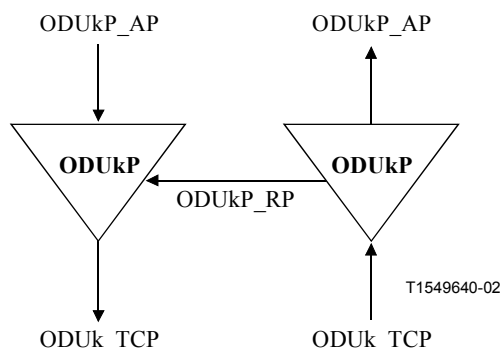 ODUkP_AP
ODUkP_AP
ODUkP
ODUkP
ODUkP_RP
T1549640-02
ODUk_TCP
ODUk_TCP